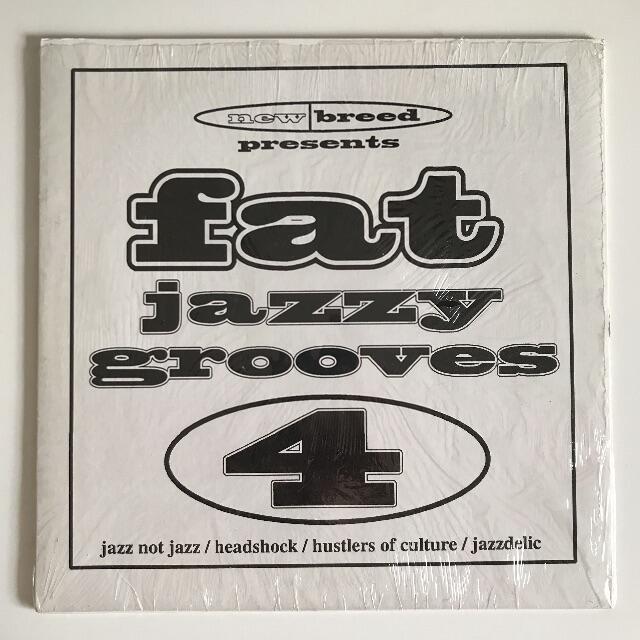 new breed
presents
fat
jazzy
grooves
4
jazz not jazz / headshock / hustlers of culture / jazzdelic